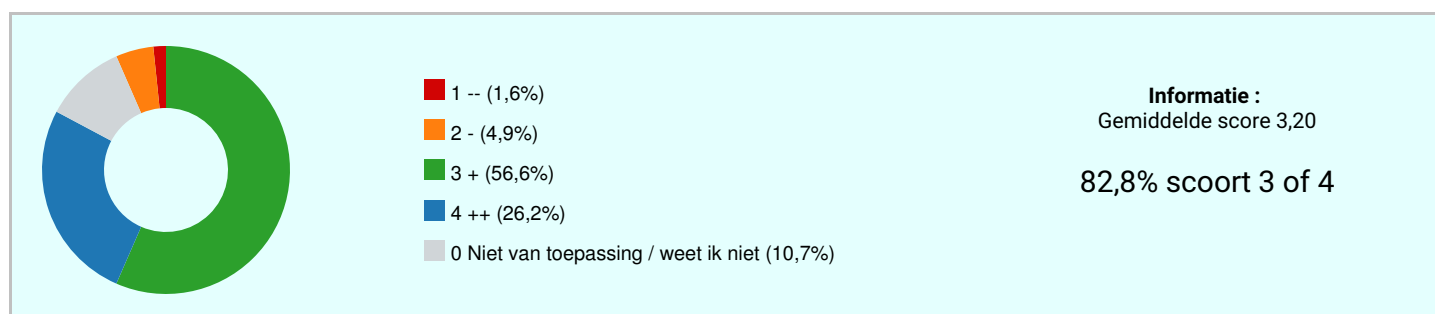 1 -- (1,6%)
2 - (4,9%)
3 + (56,6%)
4 ++ (26,2%)
0 Niet van toepassing / weet ik niet (10,7%)
Informatie :
Gemiddelde score 3,20
82,8% scoort 3 of 4